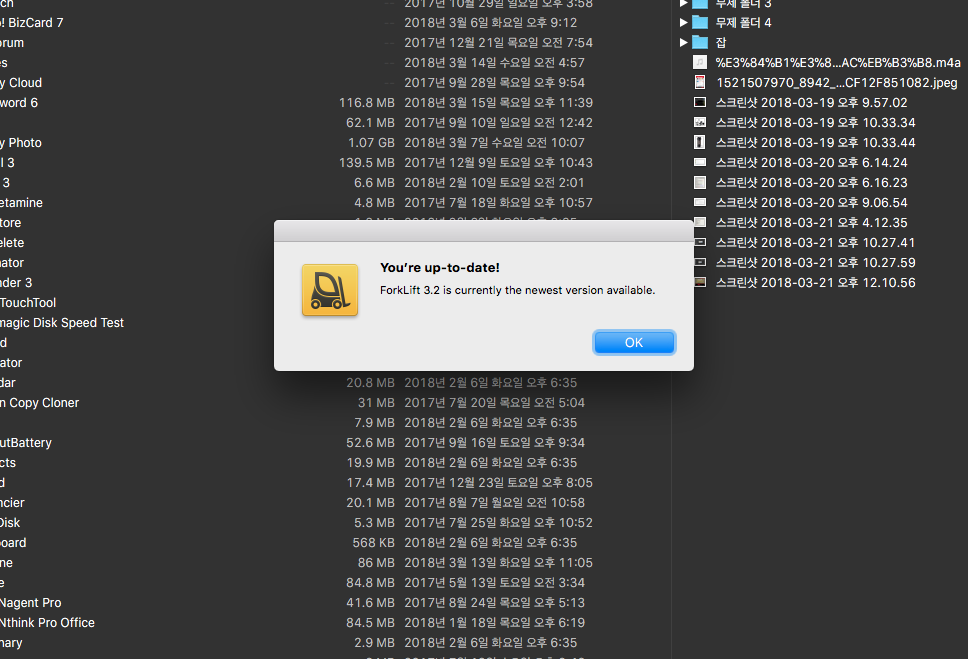 2017년 10월 29일 일요일 오후 3:58
! BizCard 7 -- 2018년 3월 6일 화요일 오후 9:12
orum -- 2017년 12월 21일 목요일 오후 7:54
es -- 2018년 3월 14일 수요일 오전 4:57
y Cloud -- 2017년 9월 28일 목요일 오후 9:54
word 6 116.8 MB 2018년 3월 15일 목요일 오후 11:39
62.1 MB 2017년 9월 10일 일요일 오전 12:42
y Photo 1.07 GB 2018년 3월 7일 수요일 오전 10:07
l 3 139.5 MB 2017년 12월 9일 토요일 오후 10:43
3 6.6 MB 2018년 2월 10일 토요일 오후 2:01
etamine 4.8 MB 2017년 7월 18일 화요일 오후 10:57
tore
elete
ator
nder 3
TouchTool
magic Disk Speed Test
d
ator
dar 20.8 MB 2018년 2월 6일 화요일 오후 6:35
n Copy Cloner 31 MB 2017년 7월 20일 목요일 오전 5:04
7.9 MB 2018년 2월 6일 화요일 오후 6:35
utBattery 52.6 MB 2017년 9월 16일 토요일 오후 9:34
cts 19.9 MB 2018년 2월 6일 화요일 오후 6:35
d 17.4 MB 2017년 12월 23일 토요일 오후 8:05
ncier 20.1 MB 2017년 8월 7일 월요일 오전 10:58
Disk 5.3 MB 2017년 7월 25일 화요일 오후 10:52
oard 568 KB 2018년 2월 6일 화요일 오후 6:35
ne 86 MB 2018년 3월 13일 화요일 오후 11:05
e 84.8 MB 2017년 5월 13일 토요일 오전 3:34
Nagent Pro 41.6 MB 2017년 8월 24일 목요일 오후 5:13
Nthink Pro Office 84.5 MB 2018년 1월 18일 목요일 오후 6:19
nary 2.9 MB 2018년 2월 6일 화요일 오후 6:35
You're up-to-date!
ForkLift 3.2 is currently the newest version available.
OK
무제 폴더 3
무제 폴더 4
잡
%E3%84%B1%E3%8...AC%EB%B3%B8.m4a
1521507970_8942_...CF12F851082.jpeg
스크린샷 2018-03-19 오후 9.57.02
스크린샷 2018-03-19 오후 10.33.34
스크린샷 2018-03-19 오후 10.33.44
스크린샷 2018-03-20 오후 6.14.24
스크린샷 2018-03-20 오후 6.16.23
스크린샷 2018-03-20 오후 9.06.54
스크린샷 2018-03-21 오후 4.12.35
스크린샷 2018-03-21 오후 10.27.41
스크린샷 2018-03-21 오후 10.27.59
스크린샷 2018-03-21 오후 12.10.56